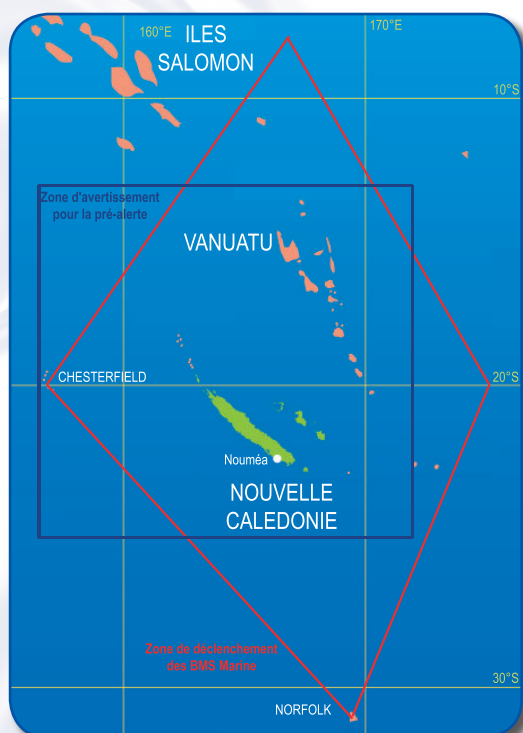 160°E
170°E
ILES
SALOMON
10°S
Zone d'avertissement
pour la pré-alerte
VANUATU
CHESTERFIELD
20°S
Nouméa
NOUVELLE
CALEDONIE
Zone de déclenchement
des BMS Marine
30°S
NORFOLK